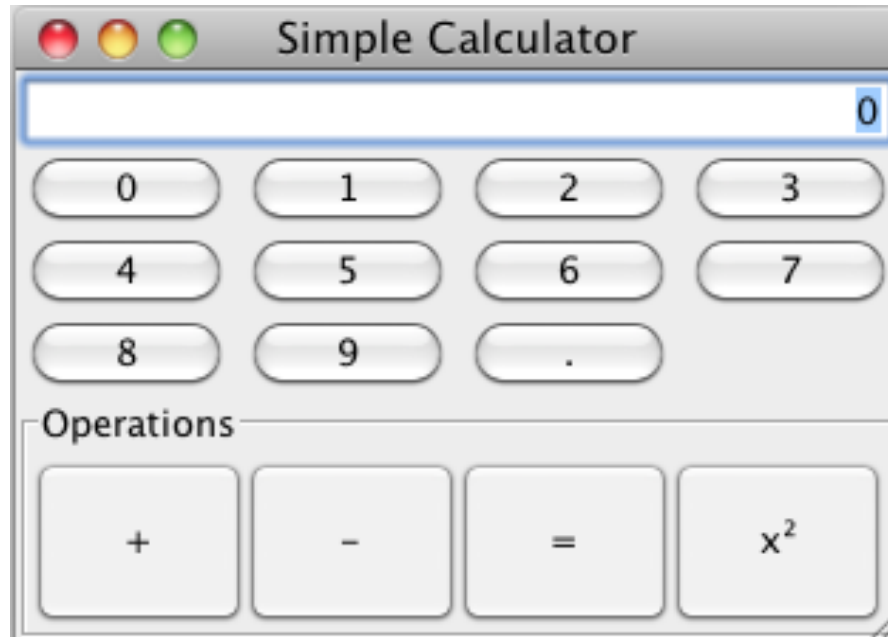 Simple Calculator
0
0 1 2 3
4 5 6 7
8 9 .
Operations
+ - = x²